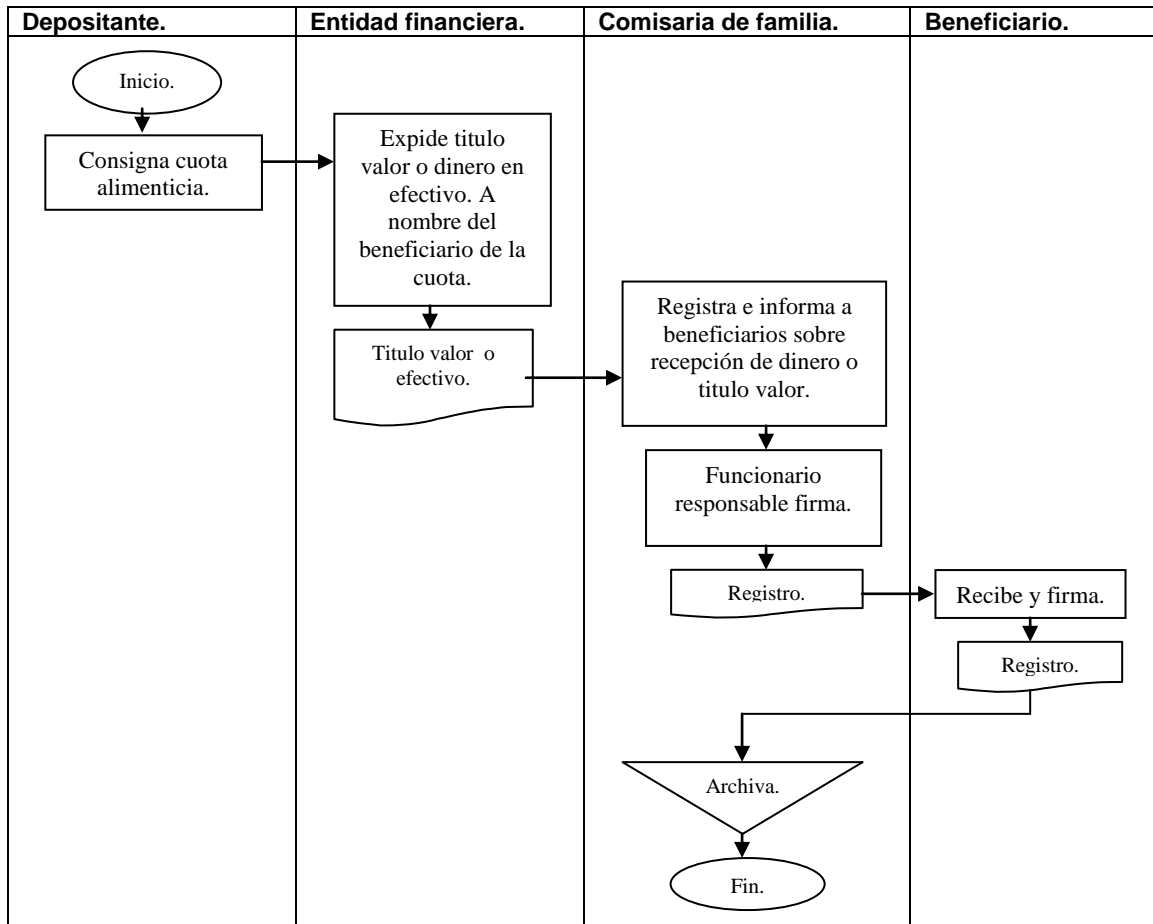 Depositante.
Entidad financiera.
Comisaria de familia.
Beneficiario.
Inicio.
Consigna cuota
alimenticia.
Expide titulo
valor o dinero en
efectivo. A
nombre del
beneficiario de la
cuota.
Titulo valor o
efectivo.
Registra e informa a
beneficiarios sobre
recepción de dinero o
titulo valor.
Funcionario
responsable firma.
Registro.
Recibe y firma.
Registro.
Archiva.
Fin.